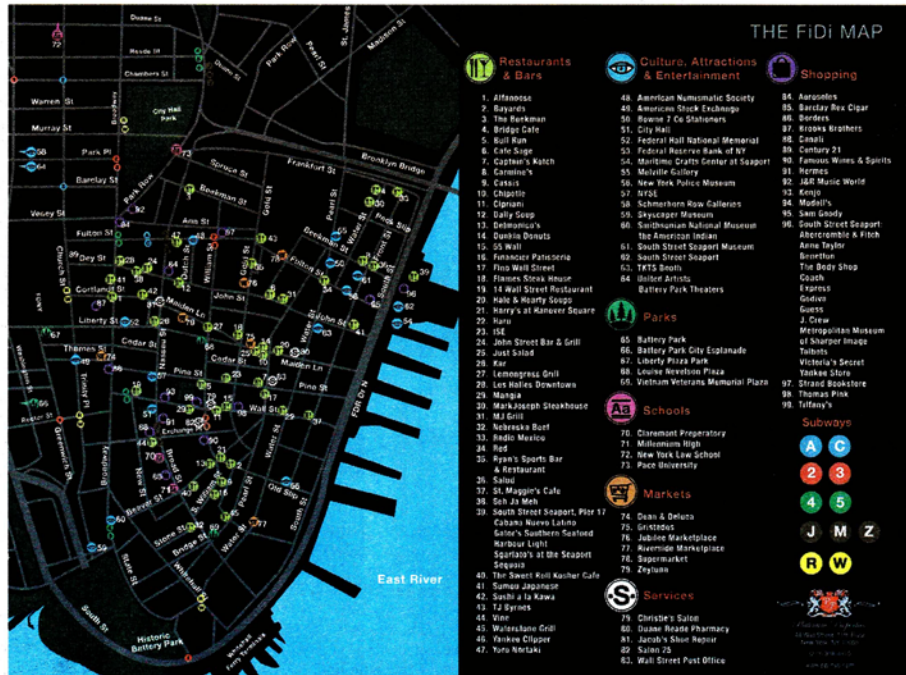 THE FiDi MAP
Restaurants
& Bars
1. Alfanoose
2. Bayards
3. The Beekman
4. Bridge Cafe
5. Bull Run
6. Cafe Sage
7. Captain's Ketch
8. Carmine's
9. Cassis
10. Chipotle
11. Cipriani
12. Daily Soup
13. Delmonico's
14. Dunkin Donuts
15. 55 Wall
16. Financier Patisserie
17. Fino Wall Street
18. Flames Steak House
19. 14 Wall Street Restaurant
20. Hale & Hearty Soups
21. Harry's at Hanover Square
22. Haru
23. ISE
24. John Street Bar & Grill
25. Just Salad
26. Kar
27. Lemongrass Grill
28. Les Halles Downtown
29. Mangia
30. MarkJoseph Steakhouse
31. MJ Grill
32. Nebraska Beef
33. Radio Mexico
34. Red
35. Ryan's Sports Bar
& Restaurant
36. Salud
37. St. Maggie's Cafe
38. Seh Ja Meh
39. South Street Seaport, Pier 17
Cabana Nuevo Latino
Harbour Light
Sgarlato's at the Seaport
Sequoia
40. The Sweet Roll Kosher Cafe
41. Sumou Japanese
42. Sushi a la Kawa
43. TJ Byrnes
44. Vine
45. Waterstone Grill
46. Yankee Clipper
47. Yaro Noriaki
Culture, Attractions
& Entertainment
48. American Numismatic Society
49. American Stock Exchange
50. Bowne 7 Co Stationers
51. City Hall
52. Federal Hall National Memorial
53. Federal Reserve Bank of NY
54. Maritime Crafts Center at Seaport
55. Melville Gallery
56. New York Police Museum
57. NYSE
58. Schmerhorn Row Galleries
59. Skyscaper Museum
60. Smithsonian National Museum
the American Indian
61. South Street Seaport Museum
62. South Street Seaport
63. TKTS Booth
64. United Artists
Battery Park Theaters
Parks
65. Battery Park
66. Battery Park City Esplanade
67. Liberty Plaza Park
68. Louise Nevelson Plaza
69. Vietnam Veterans Memorial Plaza
Aa
Schools
70. Claremont Preperatory
71. Millennium High
72. New York Law School
73. Pace University
Markets
74. Dean & Deluca
75. Gristedes
76. Jubilee Marketplace
77. Riverside Marketplace
78. Supermarket
79. Zeytuna
S
Services
79. Christie's Salon
80. Duane Reade Pharmacy
81. Jacob's Shoe Repair
82 Salon 75
83. Wall Street Post Office
Shopping
84. Aerosoles
85. Barclay Rex Cigar
86. Borders
87. Brooks Brothers
88. Canali
89. Century 21
90. Famous Wines & Spirits
91. Hermes
92. J&R Music World
93. Kenjo
94. Modell's
95. Sam Goody
96. South Street Seaport
Abercrombie & Fitch
Anne Taylor
Benetton
The Body Shop
Coach
Express
Godiva
Guess
J. Crew
Metropolitan Museum
of Sharper Image
Talbots
Victoria's Secret
Yankee Store
97. Strand Bookstore
98. Thomas Pink
99. Tiffany's
Subways
A C
2 3
4 5
J M Z
R W
Duane St
Reade St
Chambers St
Warren St
Murray St
Park Pl
Barclay St
Vesey St
Fulton St
Dey St
Cortlandt St
Liberty St
Thomas St
Cedar St
Pine St
Wall St
Exchange
Broadway
City Hall
Park
Park Row
Pearl St
St. James
Madison St
Spruce St
Frankfurt St
Brooklyn Bridge
Beekman St
Ann St
Gold St
William St
Dutch St
Peck Slip
Front St
South St
Water St
John St
Maiden Ln
Nassau St
Church St
Trinity Pl
Washington St
Greenwich St
Rector St
New St
Broad St
Beaver St
S. William St
Stone St
Bridge St
Whitehall St
State St
Old Slip
FDR Dr N
East River
Historic
Battery Park
Whitehall
Ferry Terminal